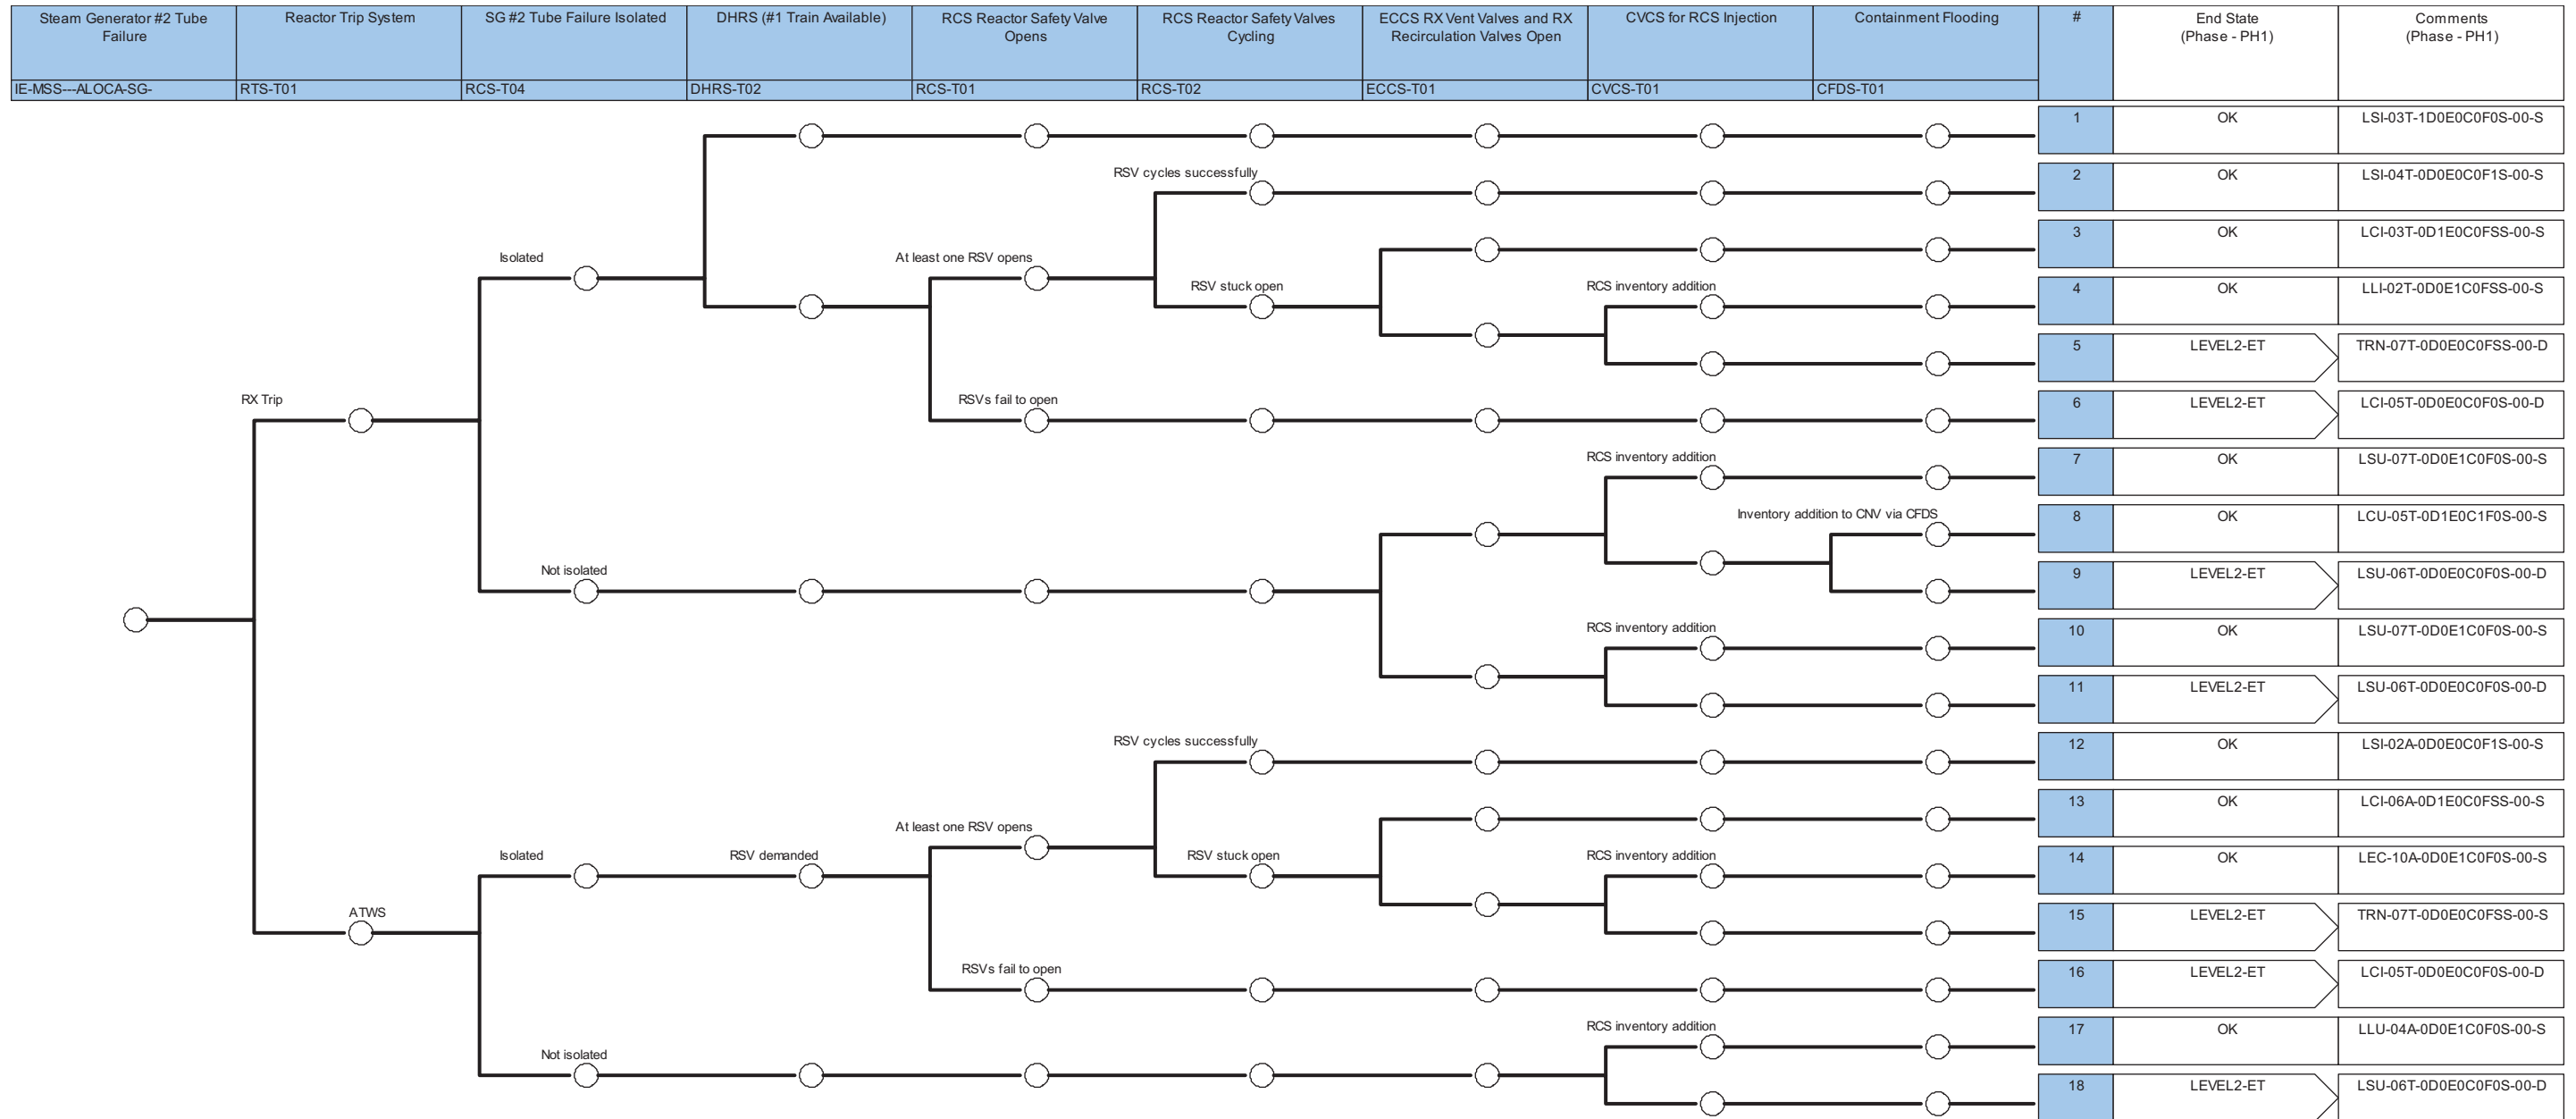 Steam Generator #2 Tube
Failure
Reactor Trip System
SG #2 Tube Failure Isolated
DHRS (#1 Train Available)
RCS Reactor Safety Valve
Opens
RCS Reactor Safety Valves
Cycling
ECCS RX Vent Valves and RX
Recirculation Valves Open
CVCS for RCS Injection
Containment Flooding
#
End State
(Phase - PH1)
Comments
(Phase - PH1)
IE-MSS---ALOCA-SG-
RTS-T01
RCS-T04
DHRS-T02
RCS-T01
RCS-T02
ECCS-T01
CVCS-T01
CFDS-T01
1
OK
LSI-03T-1D0E0C0F0S-00-S
RSV cycles successfully
2
OK
LSI-04T-0D0E0C0F1S-00-S
3
OK
LCI-03T-0D1E0C0FSS-00-S
Isolated
At least one RSV opens
RSV stuck open
RCS inventory addition
4
OK
LLI-02T-0D0E1C0FSS-00-S
5
LEVEL2-ET
TRN-07T-0D0E0C0FSS-00-D
RX Trip
RSVs fail to open
6
LEVEL2-ET
LCI-05T-0D0E0C0F0S-00-D
RCS inventory addition
7
OK
LSU-07T-0D0E1C0F0S-00-S
Inventory addition to CNV via CFDS
8
OK
LCU-05T-0D1E0C1F0S-00-S
Not isolated
9
LEVEL2-ET
LSU-06T-0D0E0C0F0S-00-D
RCS inventory addition
10
OK
LSU-07T-0D0E1C0F0S-00-S
11
LEVEL2-ET
LSU-06T-0D0E0C0F0S-00-D
RSV cycles successfully
12
OK
LSI-02A-0D0E0C0F1S-00-S
13
OK
LCI-06A-0D1E0C0FSS-00-S
At least one RSV opens
Isolated
RSV demanded
RSV stuck open
RCS inventory addition
14
OK
LEC-10A-0D0E1C0F0S-00-S
ATWS
15
LEVEL2-ET
TRN-07T-0D0E0C0FSS-00-S
RSVs fail to open
16
LEVEL2-ET
LCI-05T-0D0E0C0F0S-00-D
RCS inventory addition
17
OK
LLU-04A-0D0E1C0F0S-00-S
Not isolated
18
LEVEL2-ET
LSU-06T-0D0E0C0F0S-00-D